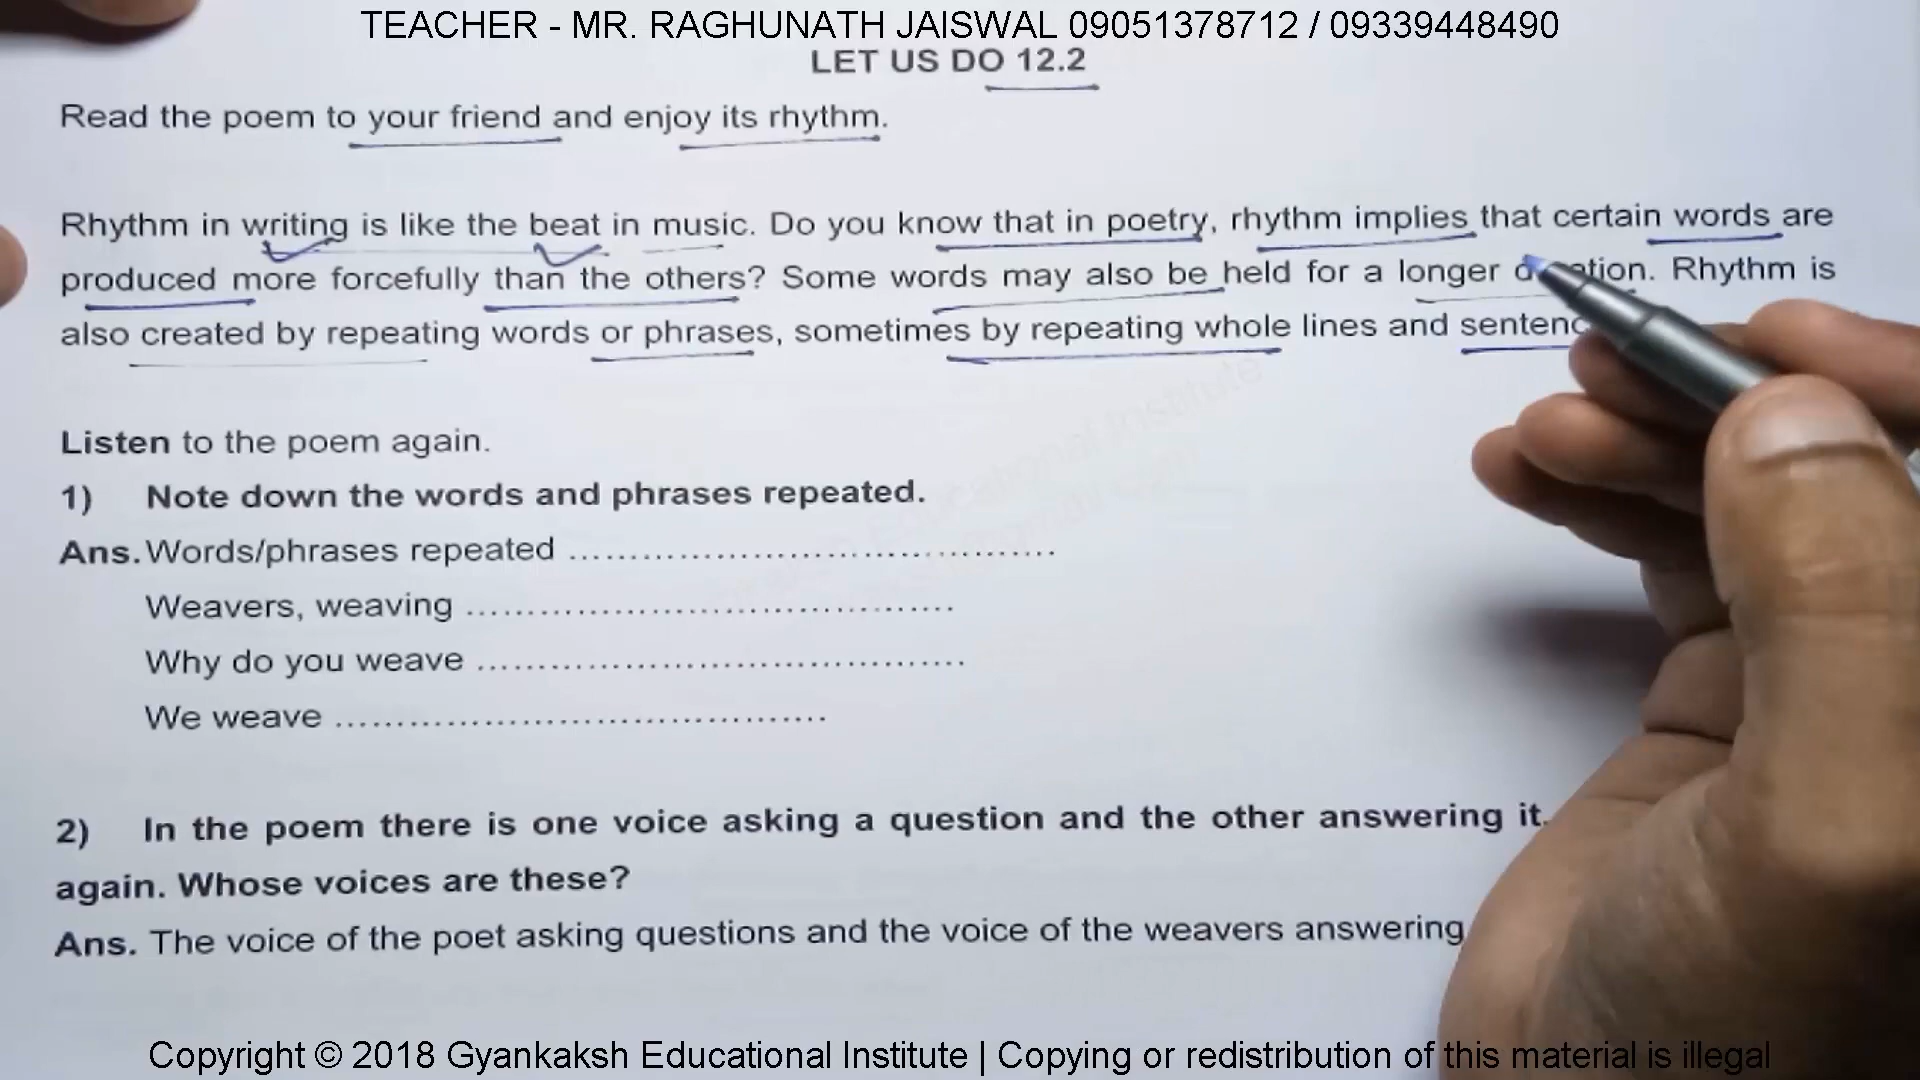 TEACHER - MR. RAGHUNATH JAISWAL 09051378712 / 09339448490
LET US DO 12.2
Read the poem to your friend and enjoy its rhythm.
Rhythm in writing is like the beat in music. Do you know that in poetry, rhythm implies that certain words are
produced more forcefully than the others? Some words may also be held for a longer Rhythm is
also created by repeating words or phrases, sometimes by repeating whole lines and
Listen to the poem again.
1) Note down the words and phrases repeated.
Ans. Words/phrases repeated ........................................
Weavers, weaving ........................................
Why do you weave ........................................
We weave ........................................
2) In the poem there is one voice asking a question and the other answering it.
again. Whose voices are these?
Ans. The voice of the poet asking questions and the voice of the weavers answering
Copyright © 2018 Gyankaksh Educational Institute | Copying or redistribution of this material is illegal